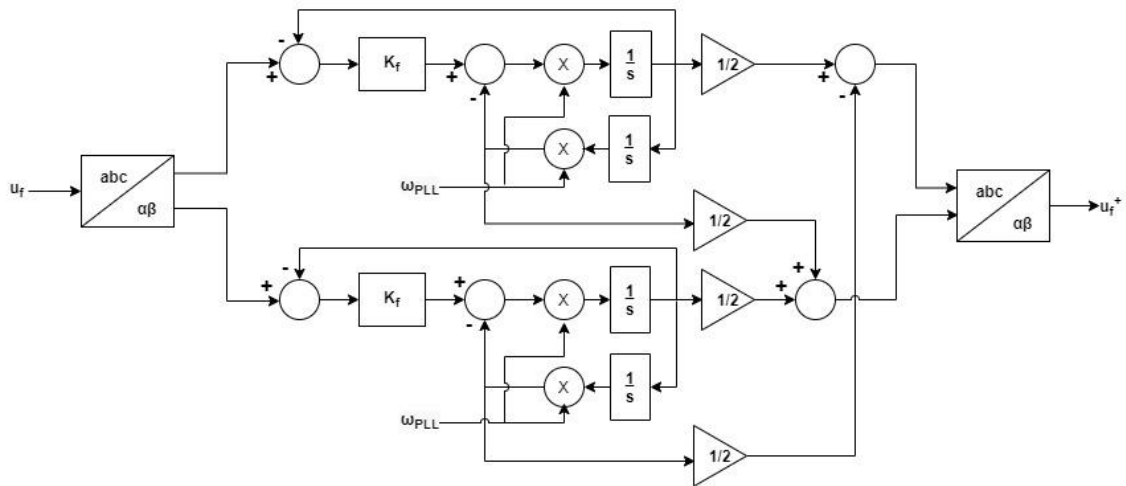 -
+
K_f
+
-
X
1
s
1/2
+
-
X
1
s
ω_PLL
u_f
abc
αβ
abc
αβ
u_f^+
1/2
-
+
K_f
+
-
X
1
s
1/2
+
+
X
1
s
ω_PLL
1/2